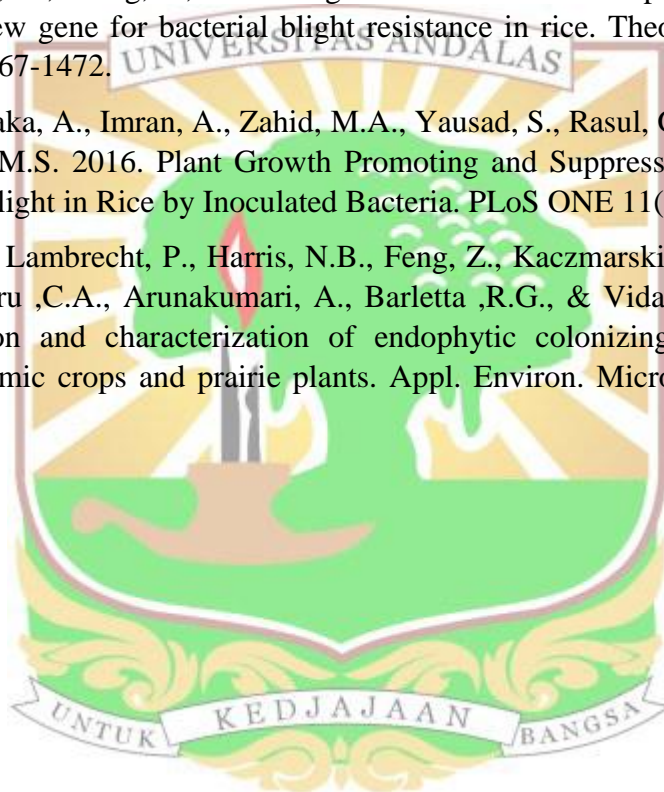 ew gene for bacterial blight resistance in rice. Theo
67-1472.
UNIVERSITAS ANDALAS
aka, A., Imran, A., Zahid, M.A., Yausad, S., Rasul,
M.S. 2016. Plant Growth Promoting and Suppress
light in Rice by Inoculated Bacteria. PLoS ONE 11(
Lambrecht, P., Harris, N.B., Feng, Z., Kaczmarski
ru ,C.A., Arunakumari, A., Barletta ,R.G., & Vida
on and characterization of endophytic colonizing
mic crops and prairie plants. Appl. Environ. Micro
UNTUK KEDJAJAAN BANGSA